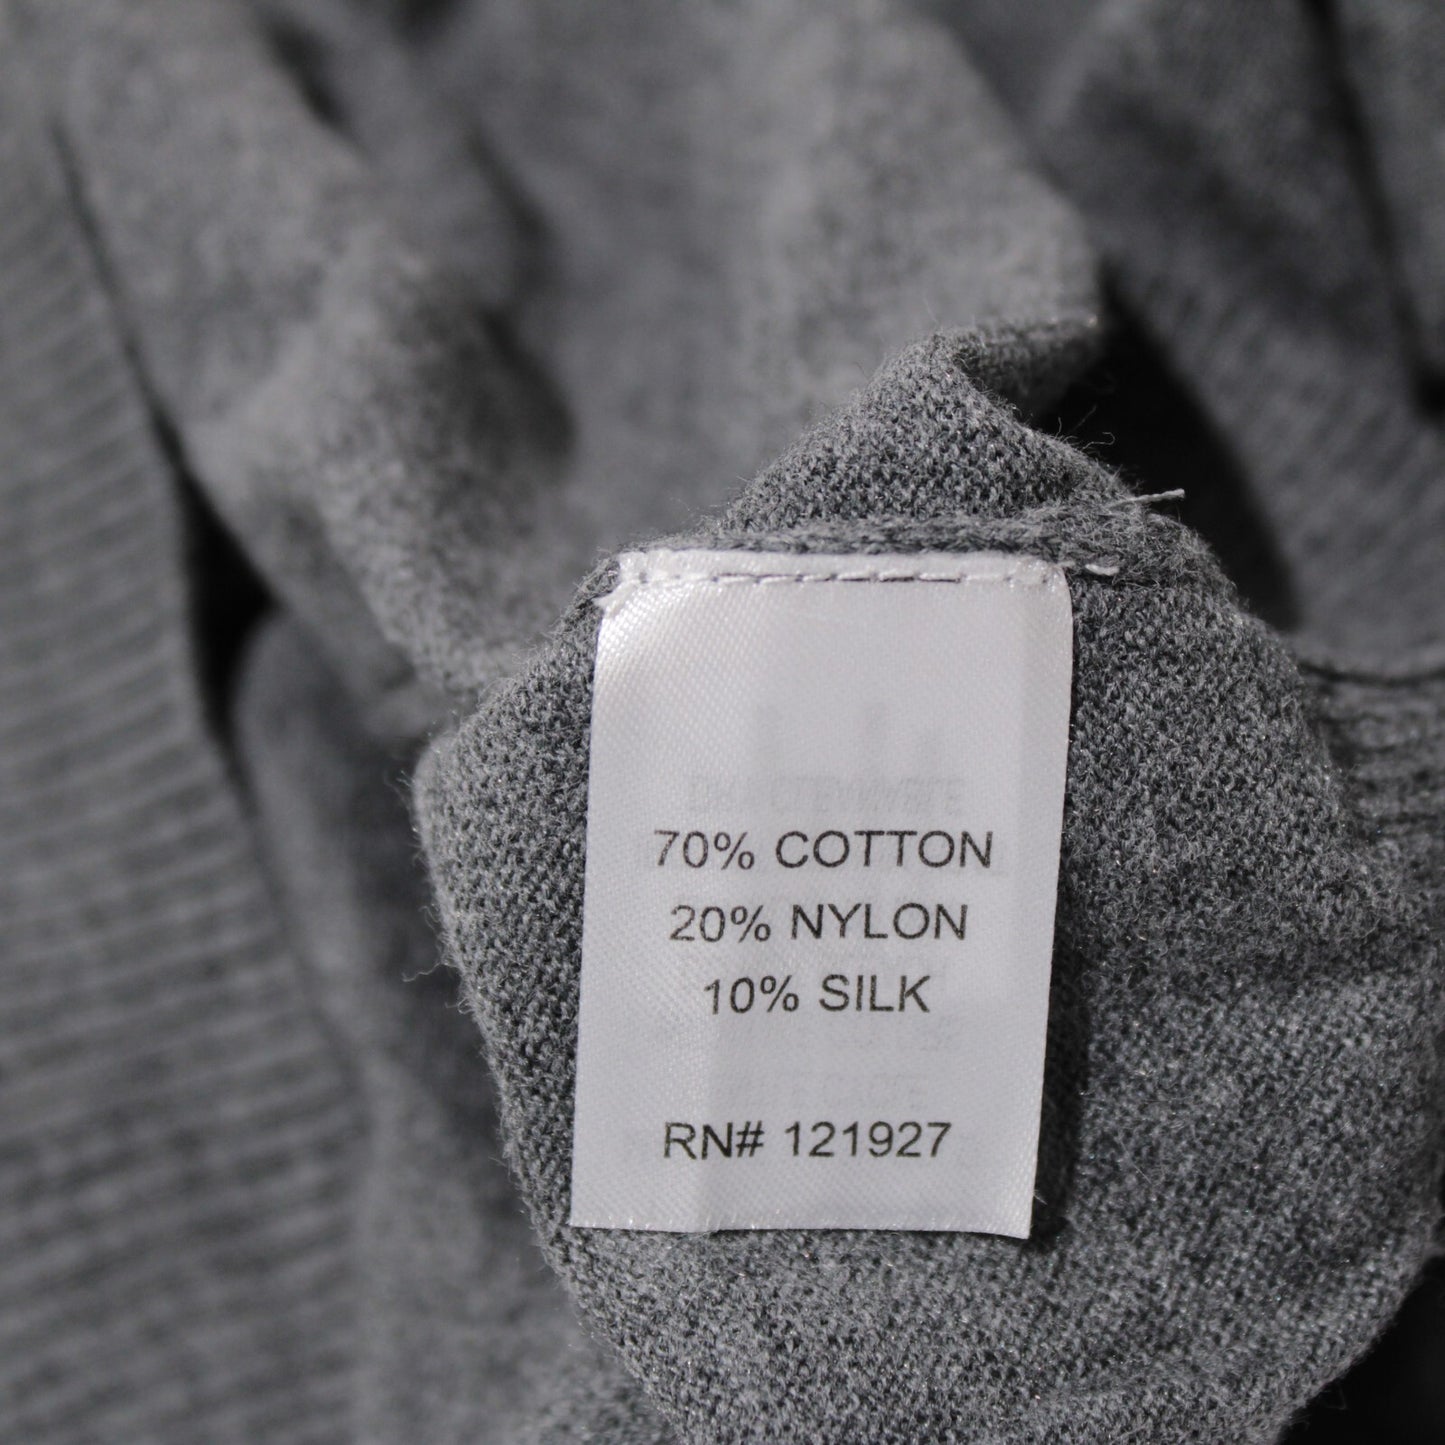 70% COTTON
20% NYLON
10% SILK
RN# 121927